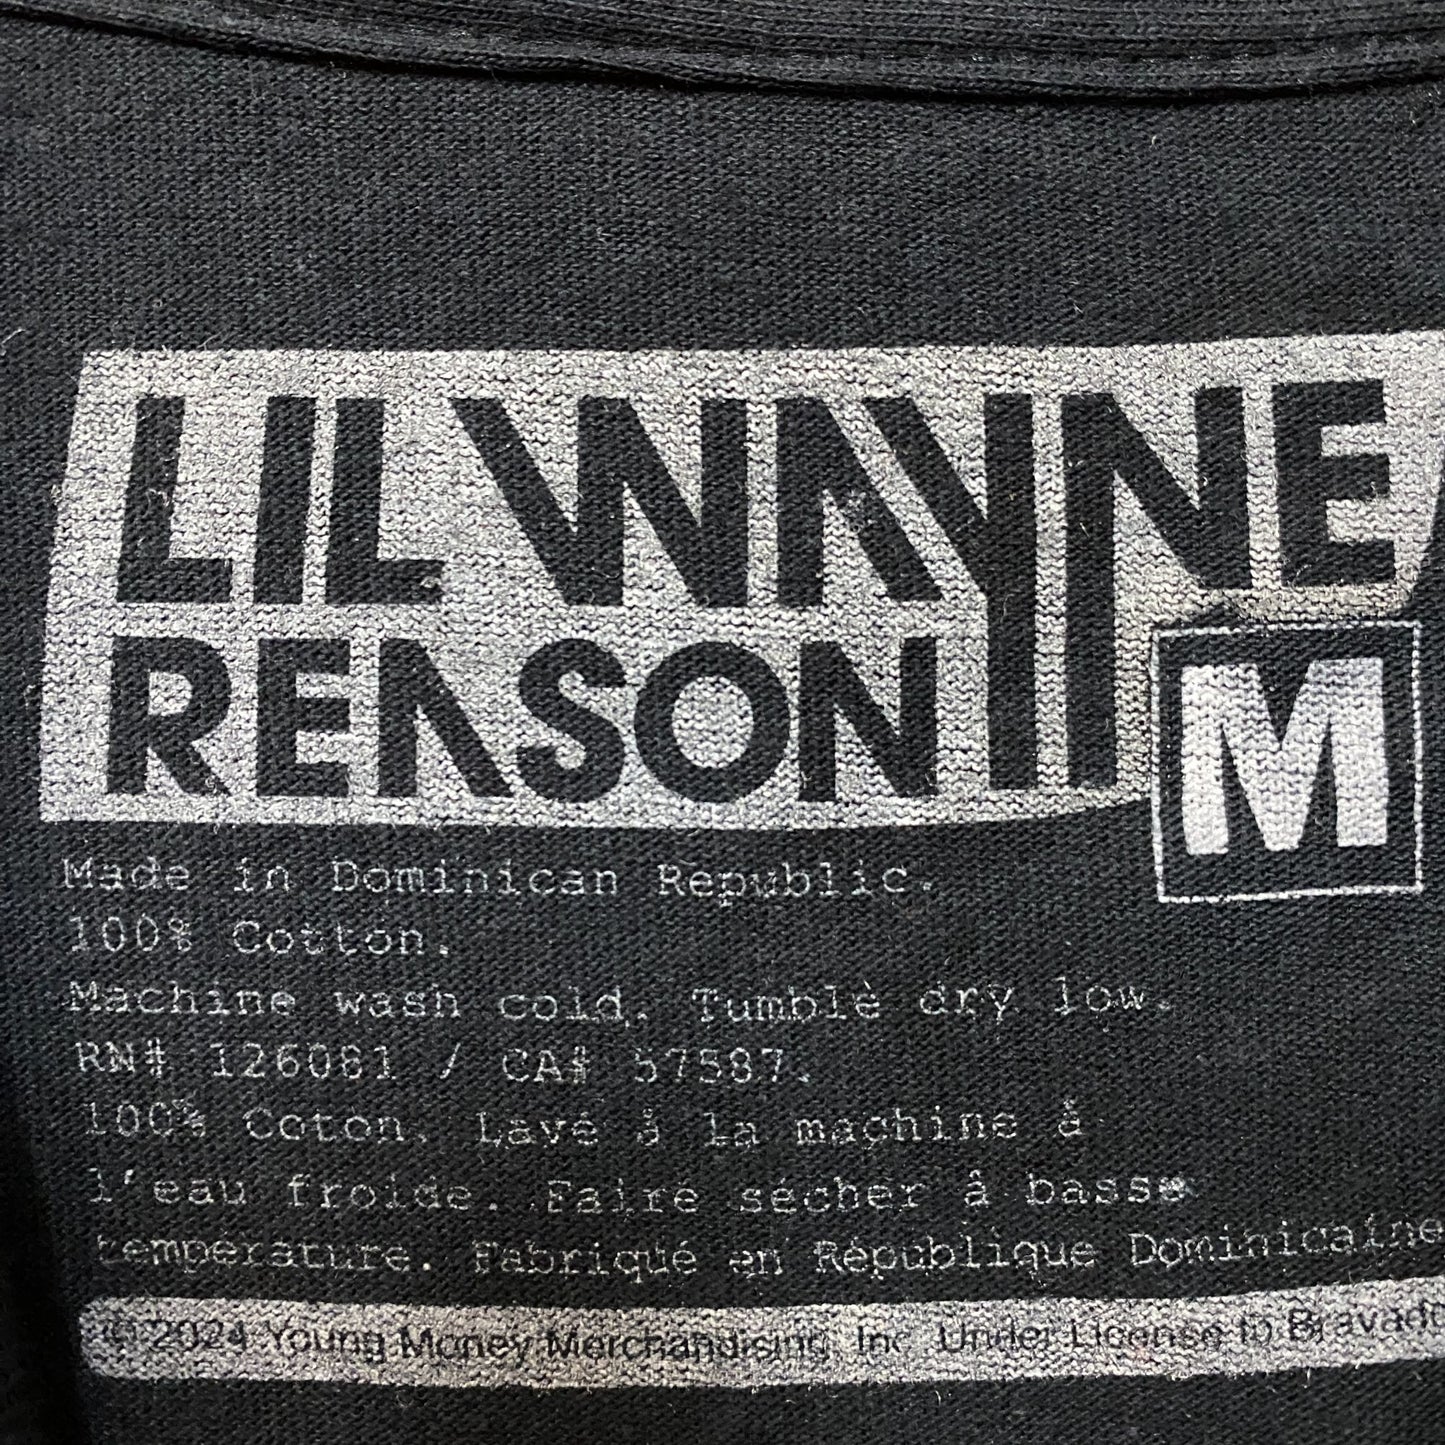 LIL WAYNE
REASON
M
Made in Dominican Republic.
100% Cotton.
Machine wash cold. Tumble dry low.
RN# 126081 / CA# 57587.
100% Coton. Lavé å la machine å
l'eau froide. Faire sécher å basse
température. Fabriqué en République Dominicaine
© 2024 Young Money Merchandising, Inc. Under License to Bravado